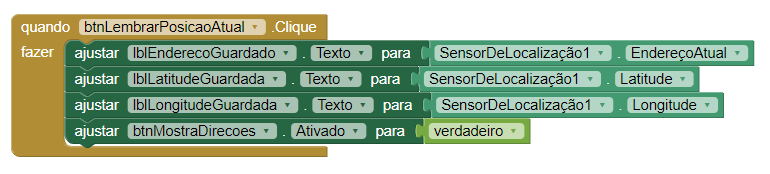 quando btnLembrarPosicaoAtual .Clique
fazer ajustar lblEnderecoGuardado . Texto para SensorDeLocalização1 . EndereçoAtual
ajustar lblLatitudeGuardada . Texto para SensorDeLocalização1 . Latitude
ajustar lblLongitudeGuardada . Texto para SensorDeLocalização1 . Longitude
ajustar btnMostraDirecoes . Ativado para verdadeiro